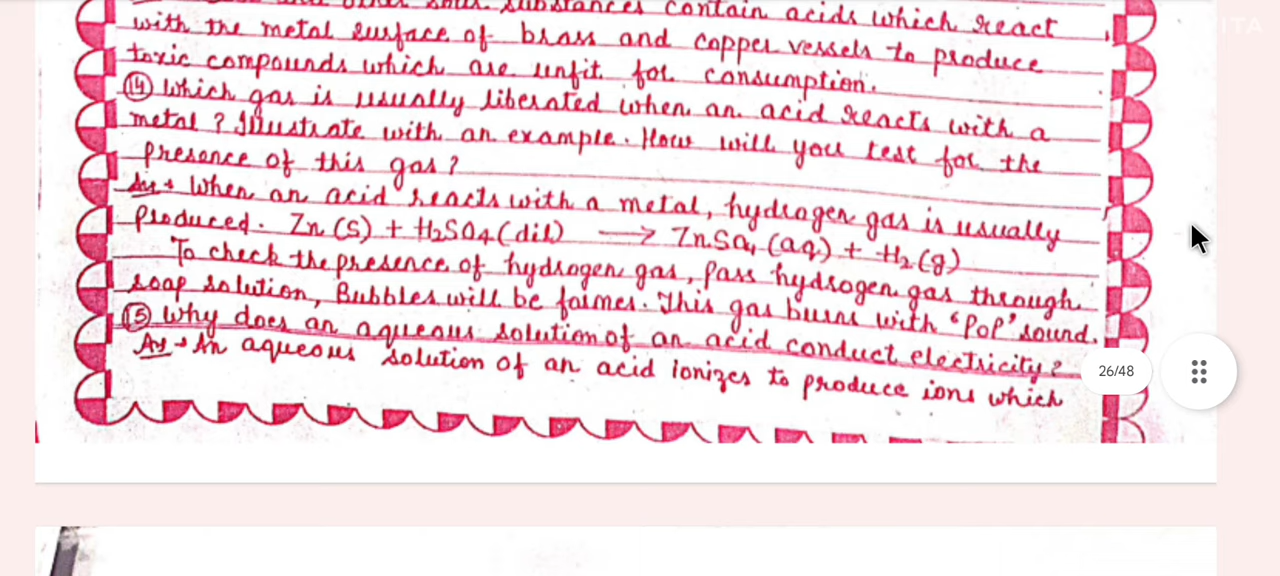 and other sour substances contain acids which react
with the metal surface of brass and copper vessels to produce
toxic compounds which are unfit for consumption.
(14) Which gas is usually liberated when an acid reacts with a
metal ? Illustrate with an example. How will you test for the
presence of this gas ?
Ans → When an acid reacts with a metal, hydrogen gas is usually
produced. Zn (s) + H₂SO₄ (dil) → ZnSO₄ (aq) + H₂ (g)
To check the presence of hydrogen gas, Pass hydrogen gas through
soap solution, Bubbles will be formes. This gas burns with 'POP' sound.
(15) Why does an aqueous solution of an acid conduct electricity ?
Ans → An aqueous solution of an acid ionizes to produce ions which
26/48